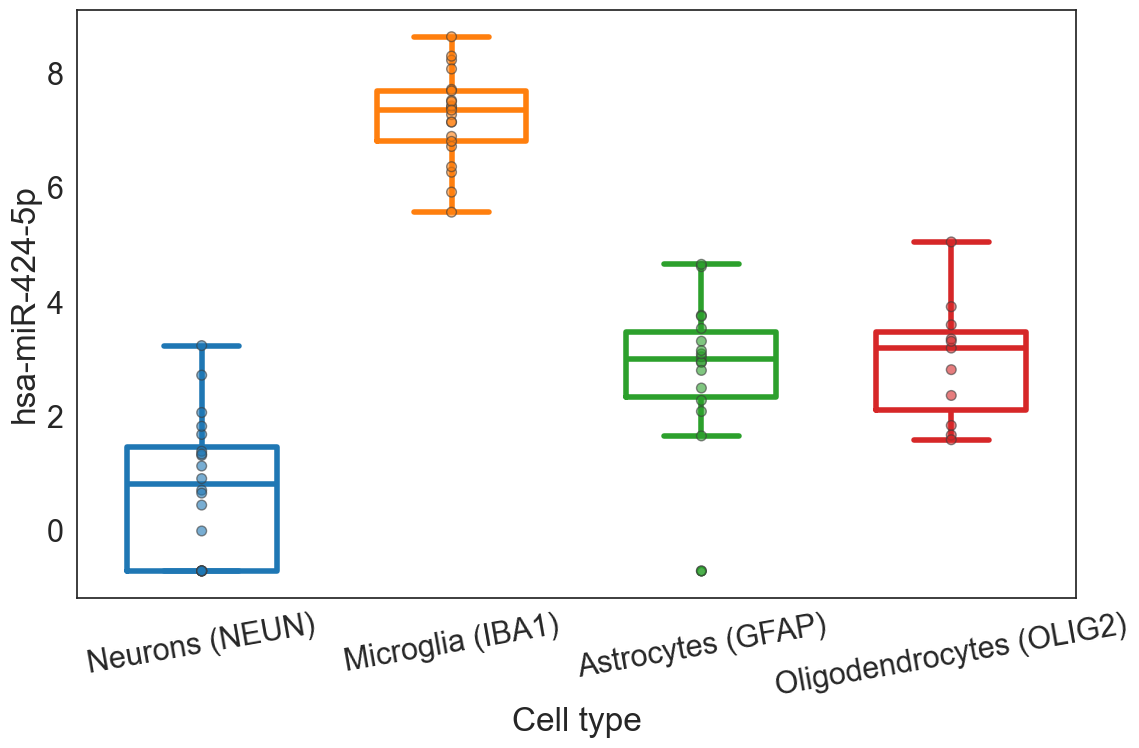 hsa-miR-424-5p
8
6
4
2
0
Neurons (NEUN)
Microglia (IBA1)
Astrocytes (GFAP)
Oligodendrocytes (OLIG2)
Cell type